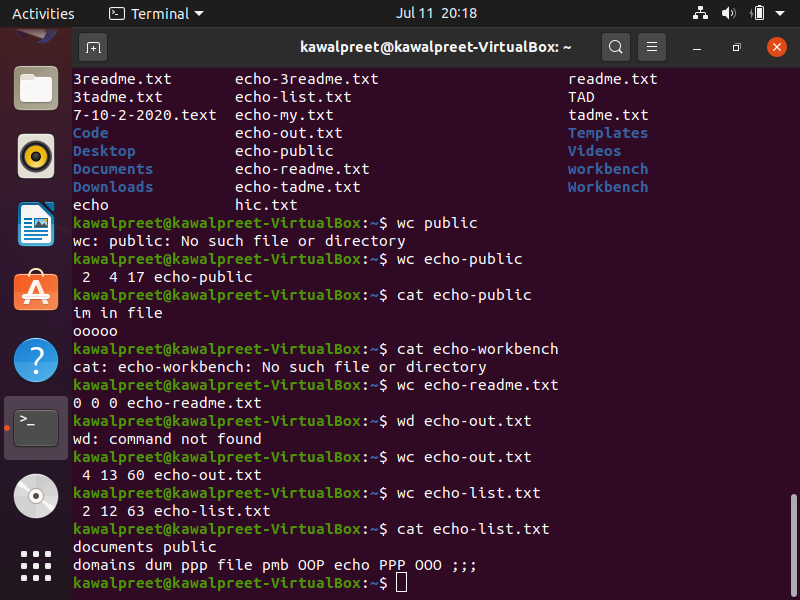 Activities Terminal Jul 11 20:18
kawalpreet@kawalpreet-VirtualBox: ~
3readme.txt echo-3readme.txt readme.txt
3tadme.txt echo-list.txt TAD
7-10-2-2020.text echo-my.txt tadme.txt
Code echo-out.txt Templates
Desktop echo-public Videos
Documents echo-readme.txt workbench
Downloads echo-tadme.txt Workbench
echo hic.txt
kawalpreet@kawalpreet-VirtualBox:~$ wc public
wc: public: No such file or directory
kawalpreet@kawalpreet-VirtualBox:~$ wc echo-public
 2  4 17 echo-public
kawalpreet@kawalpreet-VirtualBox:~$ cat echo-public
im in file
ooooo
kawalpreet@kawalpreet-VirtualBox:~$ cat echo-workbench
cat: echo-workbench: No such file or directory
kawalpreet@kawalpreet-VirtualBox:~$ wc echo-readme.txt
0 0 0 echo-readme.txt
kawalpreet@kawalpreet-VirtualBox:~$ wd echo-out.txt
wd: command not found
kawalpreet@kawalpreet-VirtualBox:~$ wc echo-out.txt
 4 13 60 echo-out.txt
kawalpreet@kawalpreet-VirtualBox:~$ wc echo-list.txt
 2 12 63 echo-list.txt
kawalpreet@kawalpreet-VirtualBox:~$ cat echo-list.txt
documents public
domains dum ppp file pmb OOP echo PPP OOO ;;;
kawalpreet@kawalpreet-VirtualBox:~$